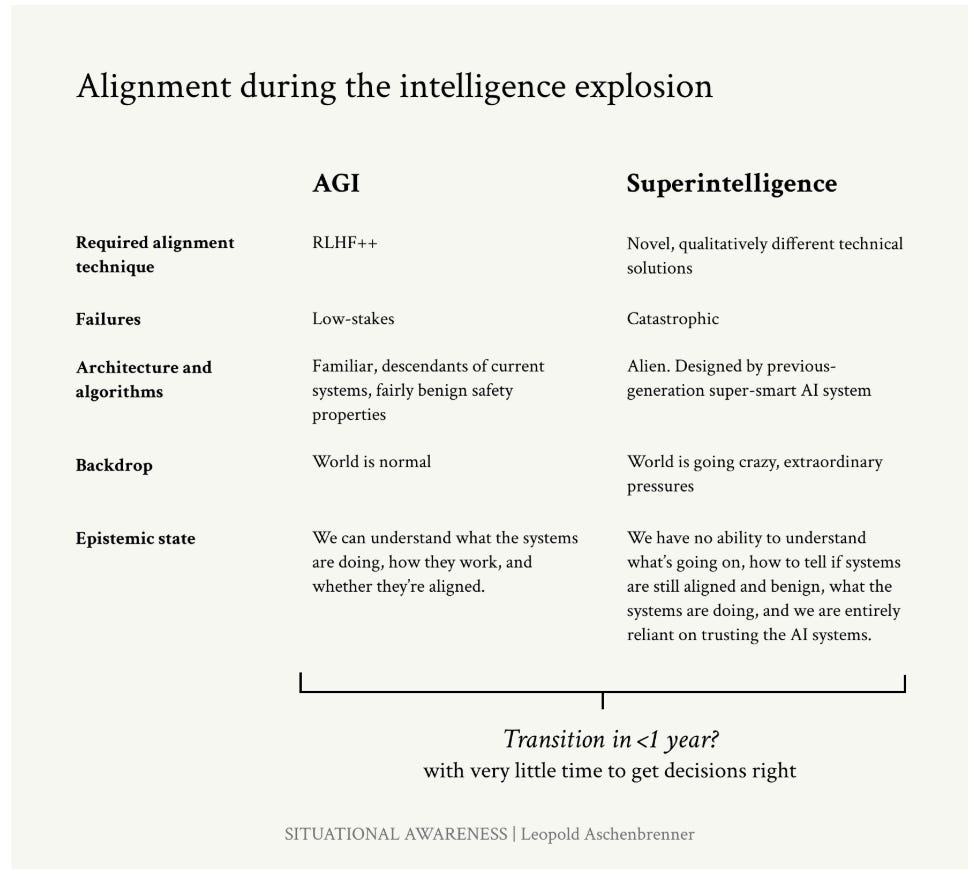 Alignment during the intelligence explosion
AGI
Superintelligence
Required alignment
technique
RLHF++
Novel, qualitatively different technical
solutions
Failures
Low-stakes
Catastrophic
Architecture and
algorithms
Familiar, descendants of current
systems, fairly benign safety
properties
Alien. Designed by previous-
generation super-smart AI system
Backdrop
World is normal
World is going crazy, extraordinary
pressures
Epistemic state
We can understand what the systems
are doing, how they work, and
whether they’re aligned.
We have no ability to understand
what’s going on, how to tell if systems
are still aligned and benign, what the
systems are doing, and we are entirely
reliant on trusting the AI systems.
Transition in <1 year?
with very little time to get decisions right
SITUATIONAL AWARENESS | Leopold Aschenbrenner